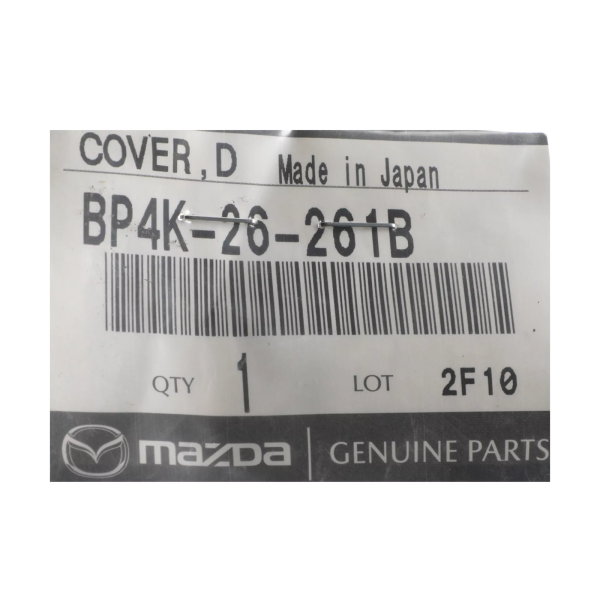 COVER,D Made in Japan
BP4K-26-261B
QTY 1 LOT 2F10
mazda GENUINE PARTS